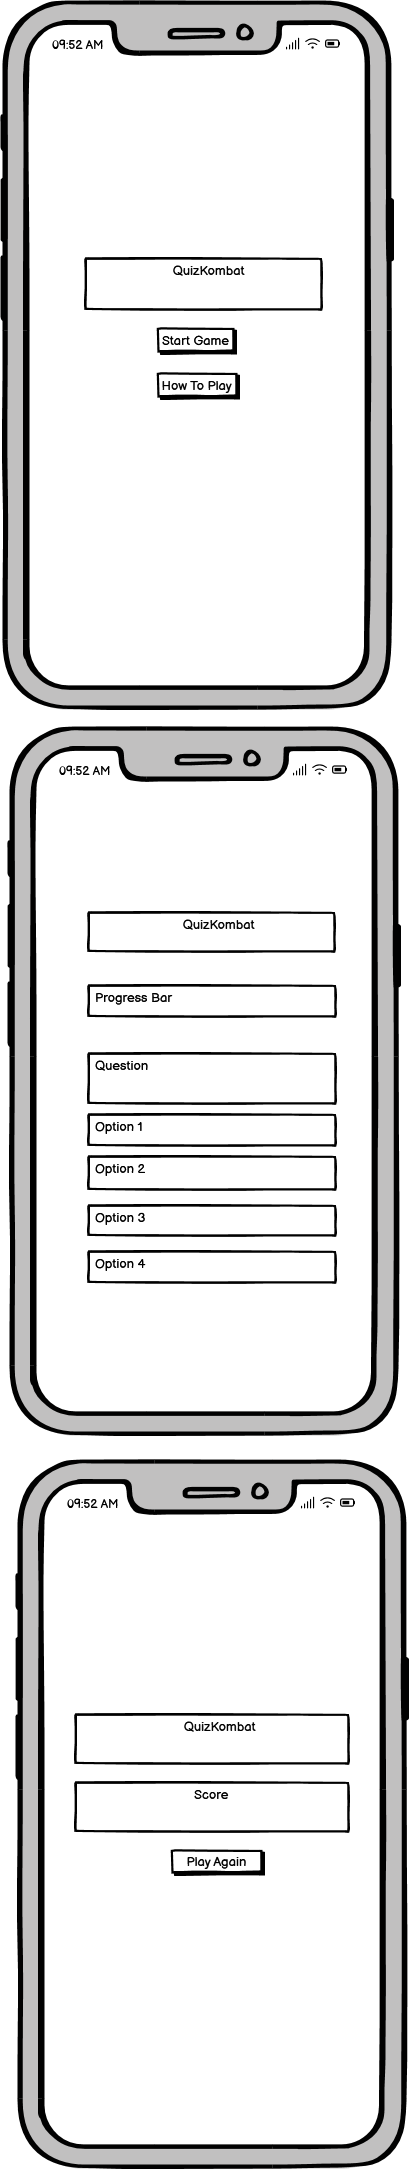 09:52 AM
QuizKombat
Start Game
How To Play
09:52 AM
QuizKombat
Progress Bar
Question
Option 1
Option 2
Option 3
Option 4
09:52 AM
QuizKombat
Score
Play Again